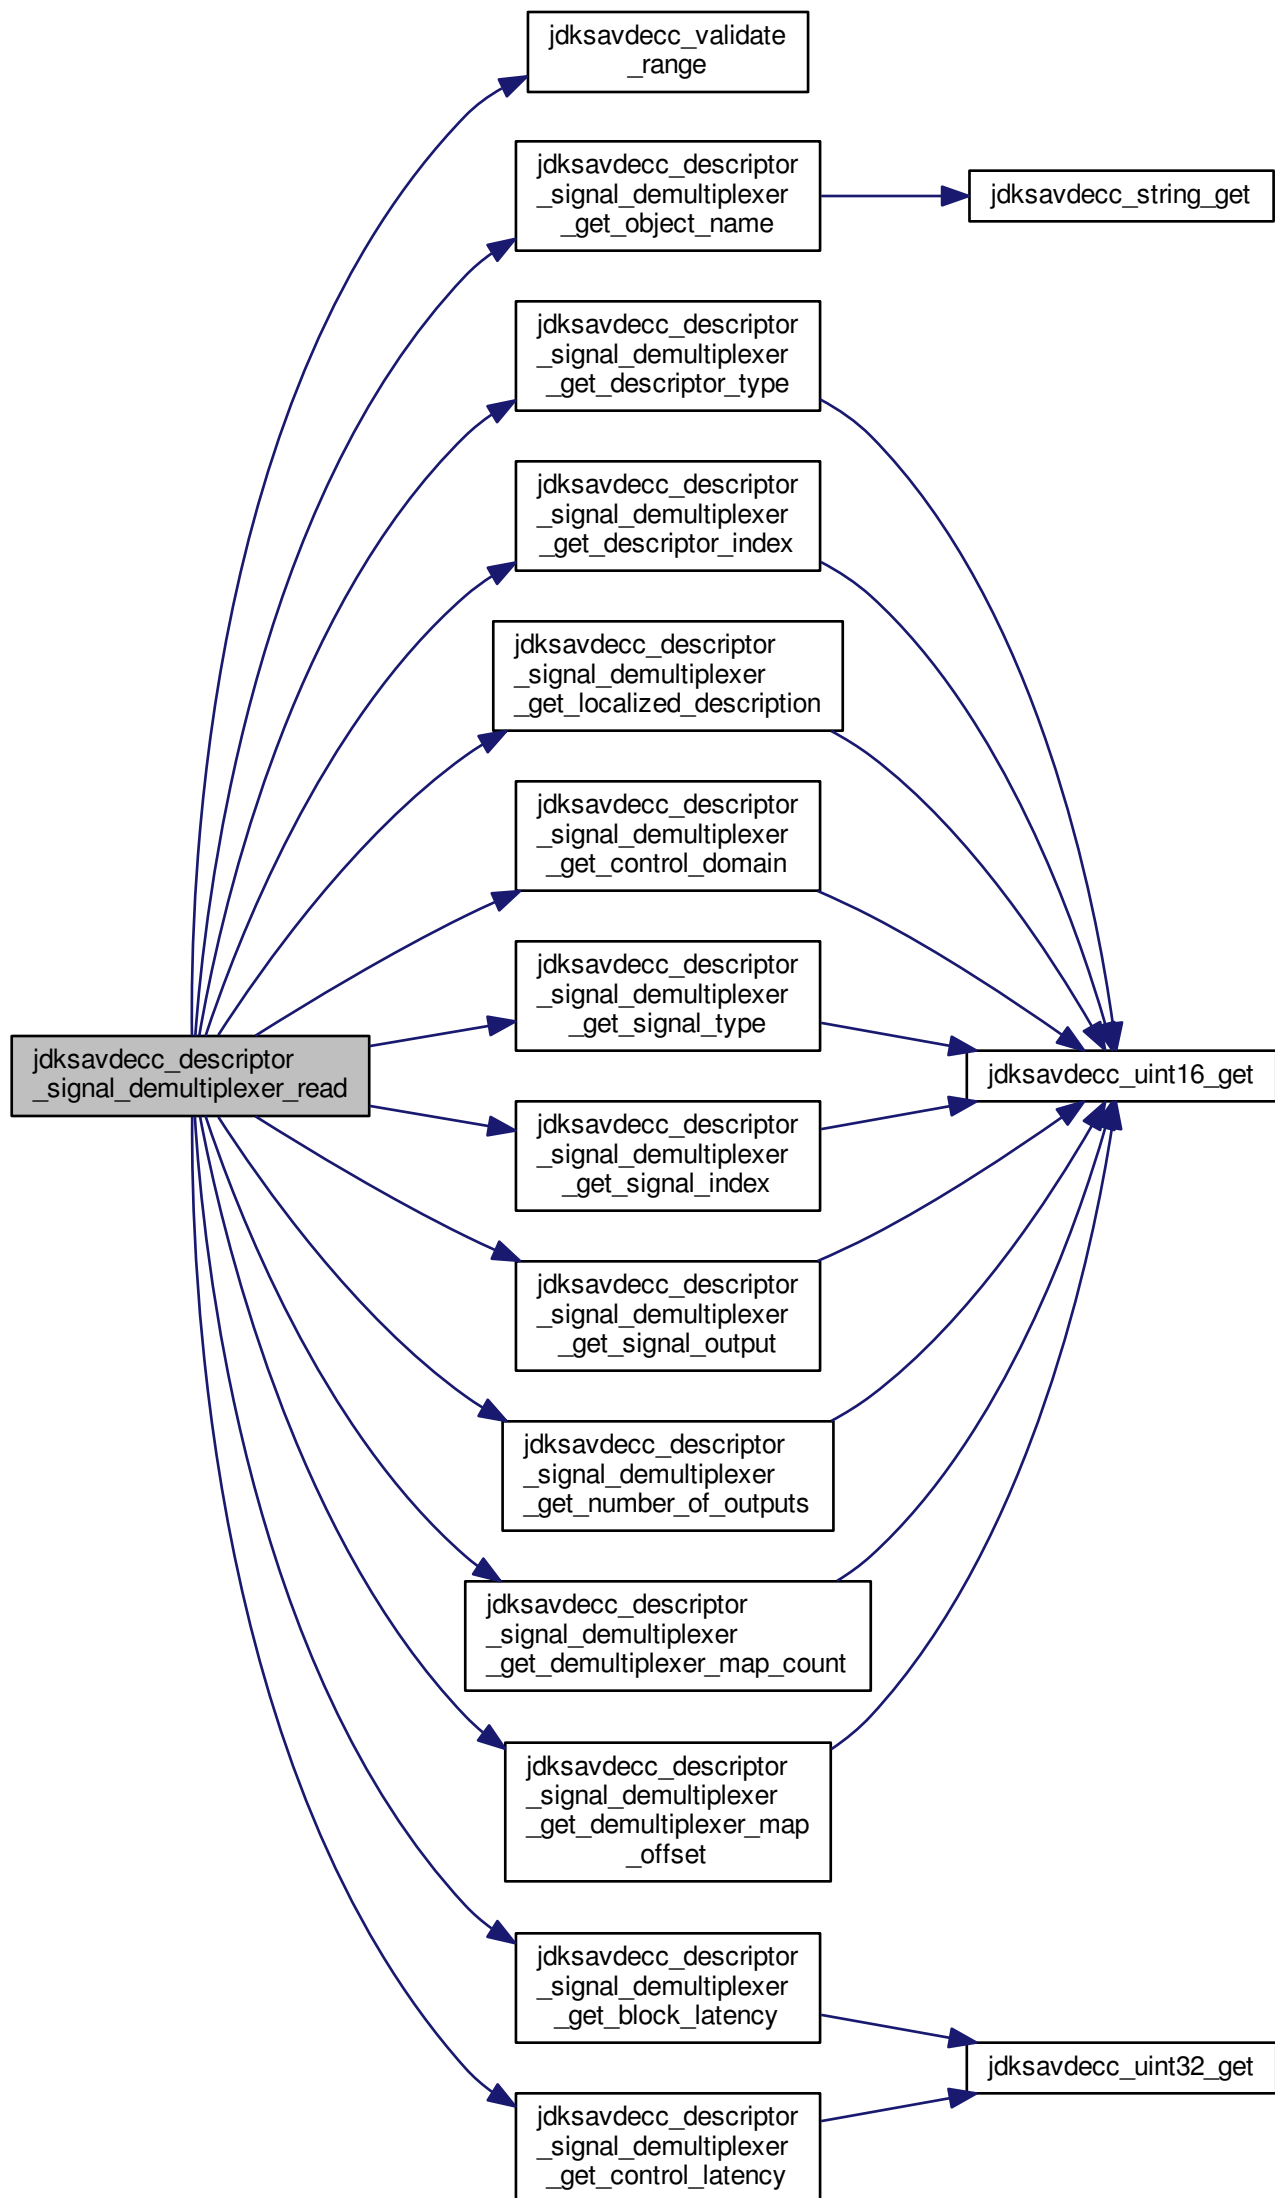 jdksavdecc_validate
_range
jdksavdecc_descriptor
_signal_demultiplexer
_get_object_name
jdksavdecc_string_get
jdksavdecc_descriptor
_signal_demultiplexer
_get_descriptor_type
jdksavdecc_descriptor
_signal_demultiplexer
_get_descriptor_index
jdksavdecc_descriptor
_signal_demultiplexer
_get_localized_description
jdksavdecc_descriptor
_signal_demultiplexer
_get_control_domain
jdksavdecc_descriptor
_signal_demultiplexer
_get_signal_type
jdksavdecc_descriptor
_signal_demultiplexer_read
jdksavdecc_uint16_get
jdksavdecc_descriptor
_signal_demultiplexer
_get_signal_index
jdksavdecc_descriptor
_signal_demultiplexer
_get_signal_output
jdksavdecc_descriptor
_signal_demultiplexer
_get_number_of_outputs
jdksavdecc_descriptor
_signal_demultiplexer
_get_demultiplexer_map_count
jdksavdecc_descriptor
_signal_demultiplexer
_get_demultiplexer_map
_offset
jdksavdecc_descriptor
_signal_demultiplexer
_get_block_latency
jdksavdecc_uint32_get
jdksavdecc_descriptor
_signal_demultiplexer
_get_control_latency